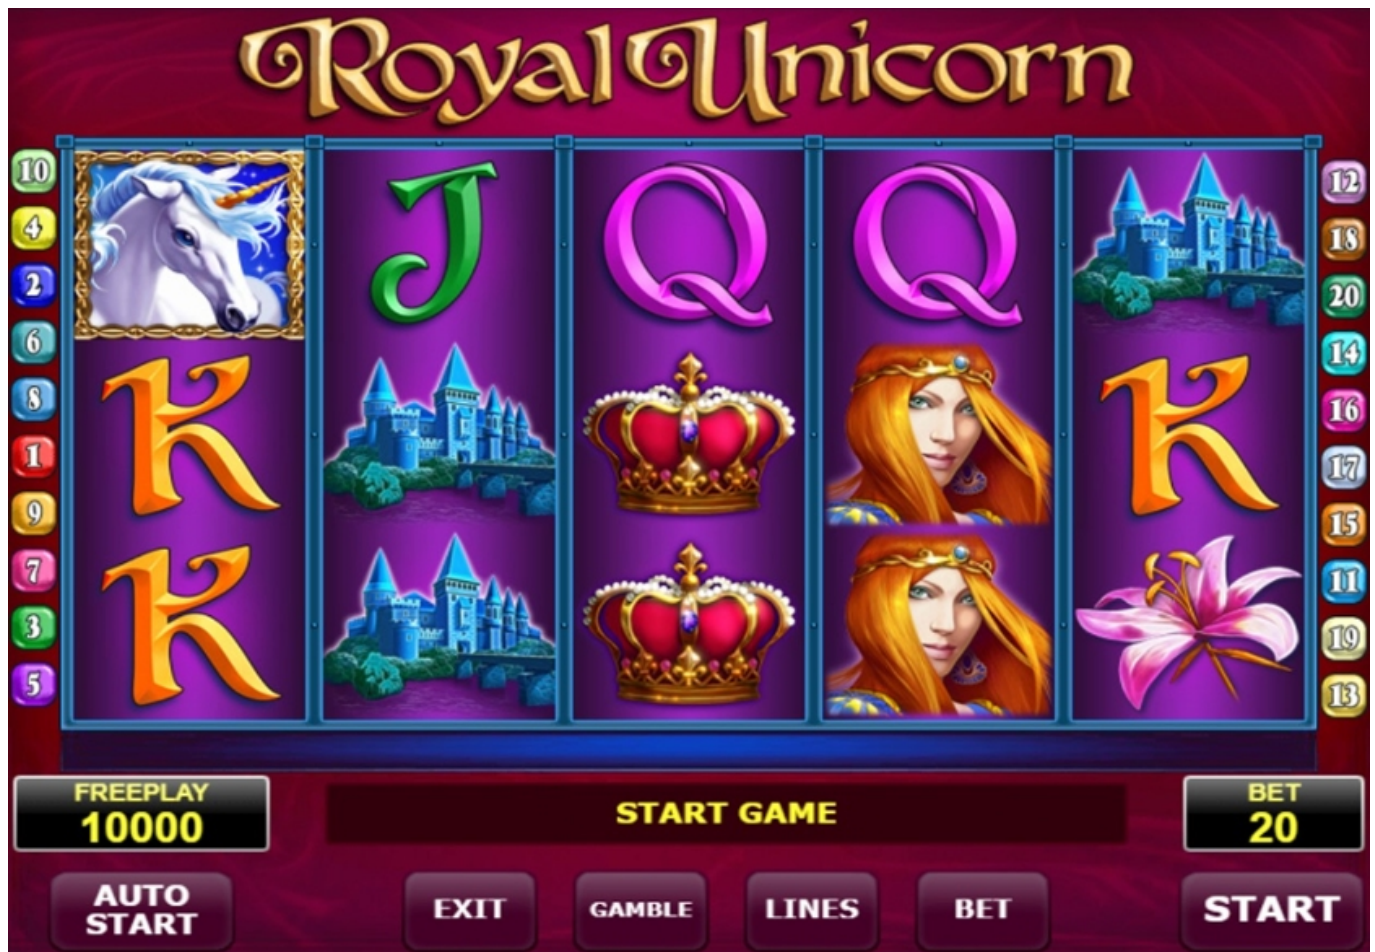 Royal Unicorn
10
J
Q
Q
12
4
18
2
20
6
14
8
K
K
16
1
17
9
15
7
K
11
3
19
5
13
FREEPLAY
10000
START GAME
BET
20
AUTO
START
EXIT
GAMBLE
LINES
BET
START